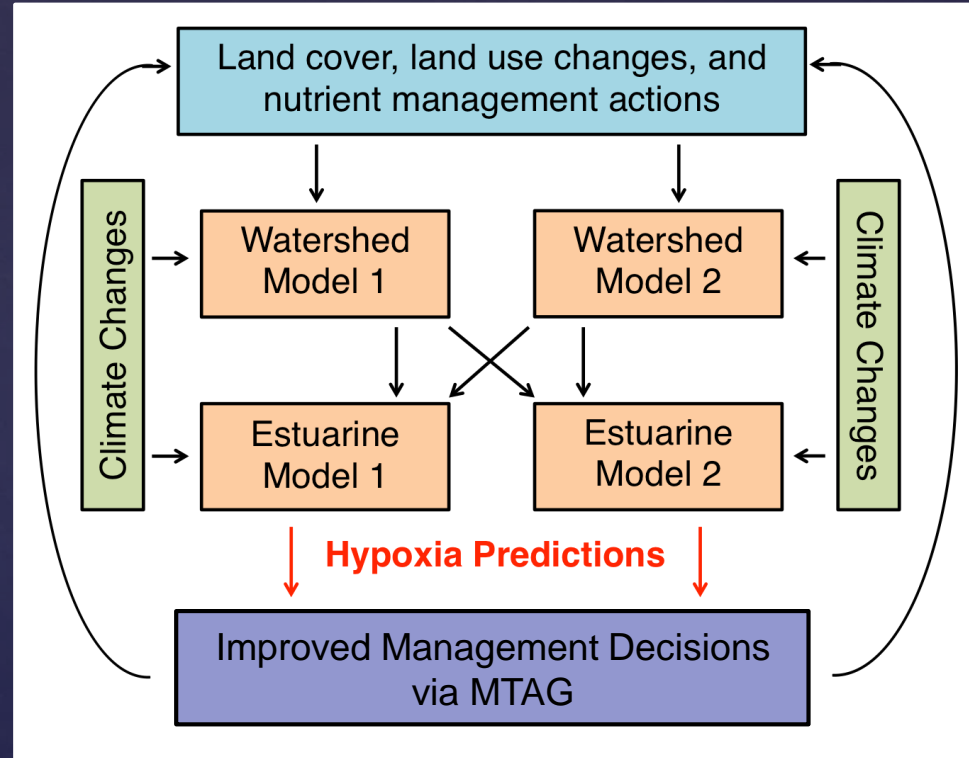 Land cover, land use changes, and
nutrient management actions
Climate Changes
Watershed
Model 1
Watershed
Model 2
Climate Changes
Estuarine
Model 1
Estuarine
Model 2
Hypoxia Predictions
Improved Management Decisions
via MTAG